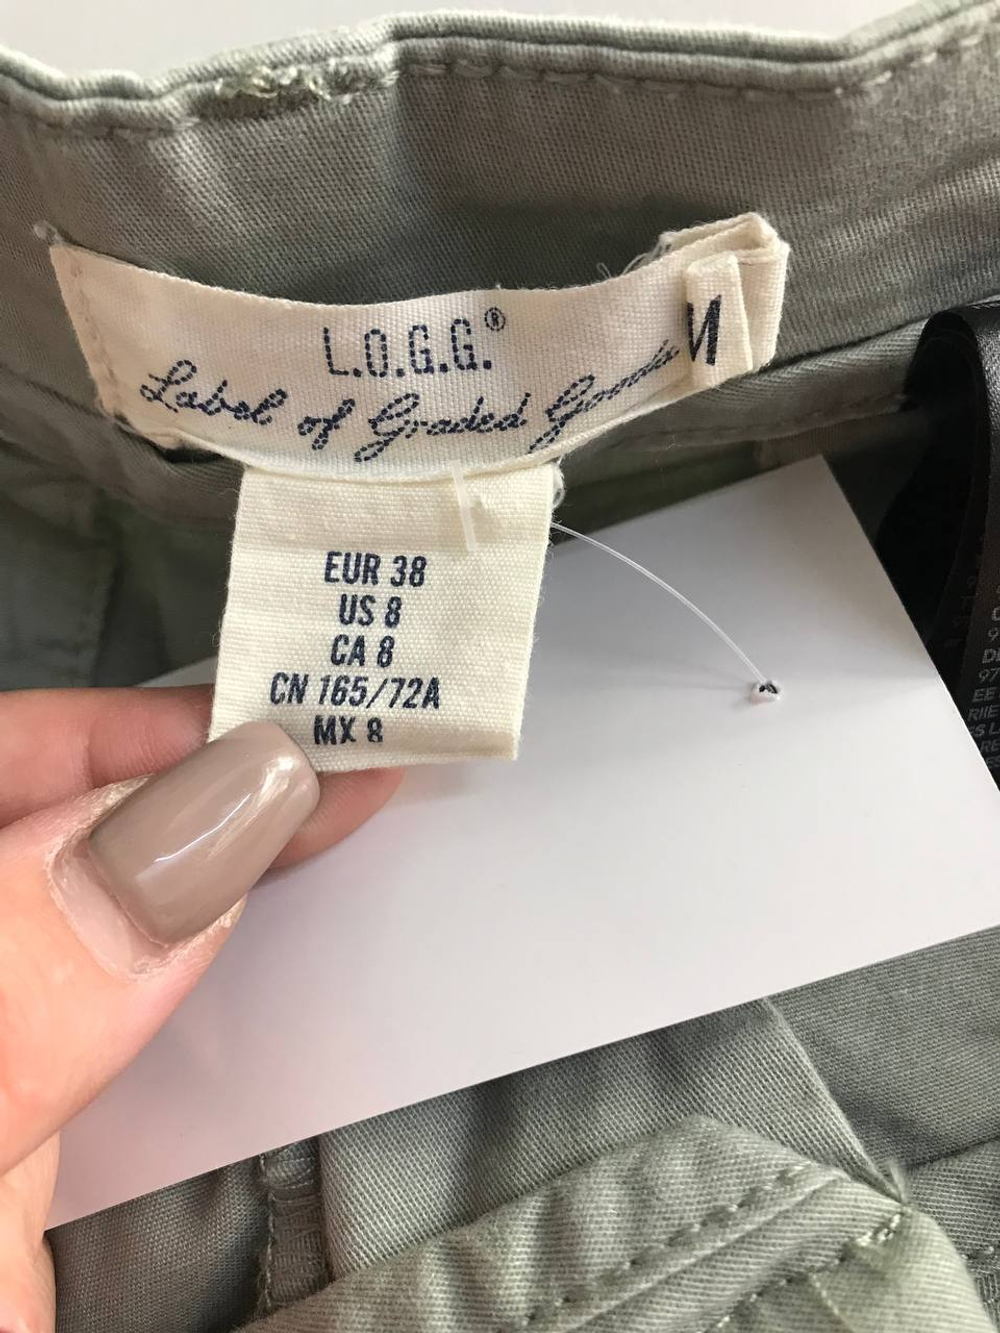 L.O.G.G.®
Label of Graded Goods
EUR 38
US 8
CA 8
CN 165/72A
MX 8